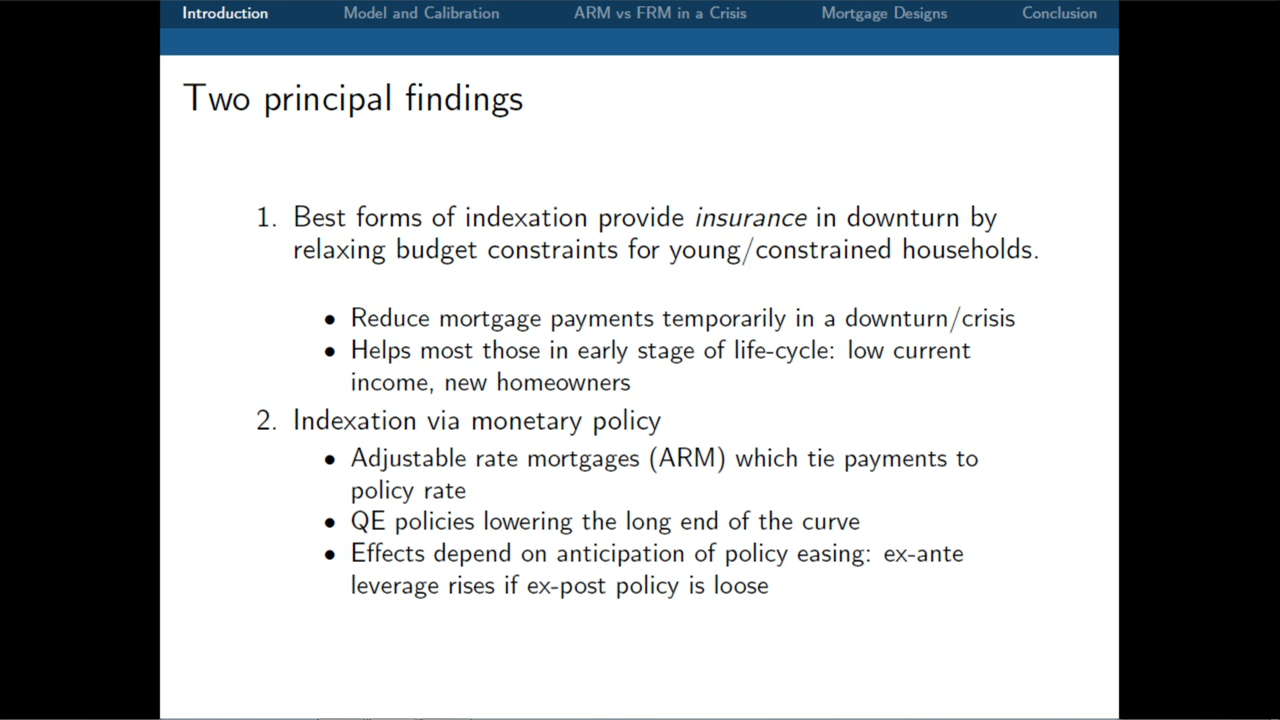 Introduction Model and Calibration ARM vs FRM in a Crisis Mortgage Designs Conclusion
Two principal findings
1. Best forms of indexation provide insurance in downturn by
relaxing budget constraints for young/constrained households.
• Reduce mortgage payments temporarily in a downturn/crisis
• Helps most those in early stage of life-cycle: low current
income, new homeowners
2. Indexation via monetary policy
• Adjustable rate mortgages (ARM) which tie payments to
policy rate
• QE policies lowering the long end of the curve
• Effects depend on anticipation of policy easing: ex-ante
leverage rises if ex-post policy is loose